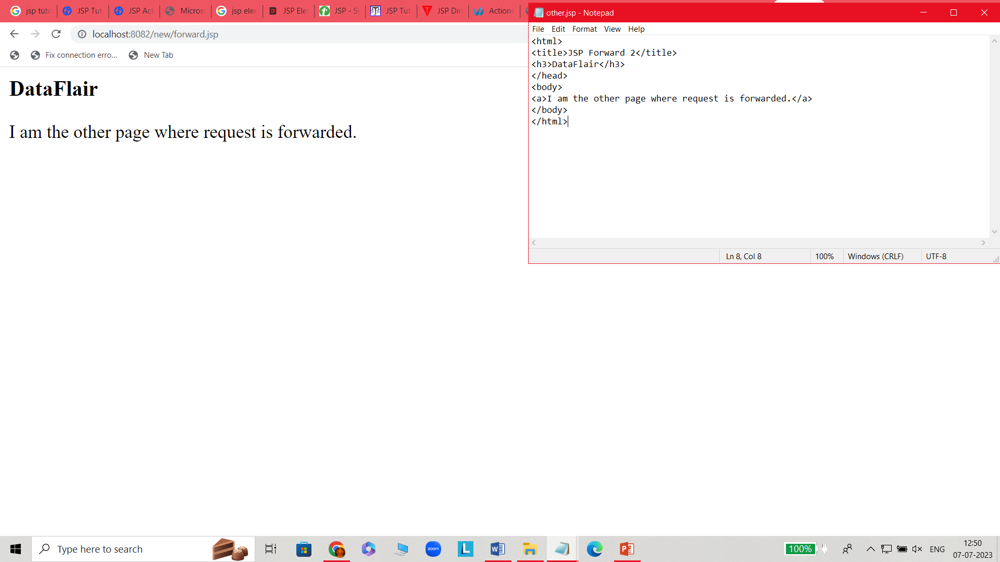 jsp tuto
JSP Tut
JSP Act
Microso
jsp eler
JSP Ele
JSP - Sy
JSP Tut
JSP Dir
Actions
localhost:8082/new/forward.jsp
Fix connection erro...
New Tab
DataFlair
I am the other page where request is forwarded.
other.jsp - Notepad
File Edit Format View Help
<html>
<title>JSP Forward 2</title>
<h3>DataFlair</h3>
</head>
<body>
<a>I am the other page where request is forwarded.</a>
</body>
</html>
Ln 8, Col 8
100%
Windows (CRLF)
UTF-8
Type here to search
zoom
L
100%
ENG
12:50
07-07-2023